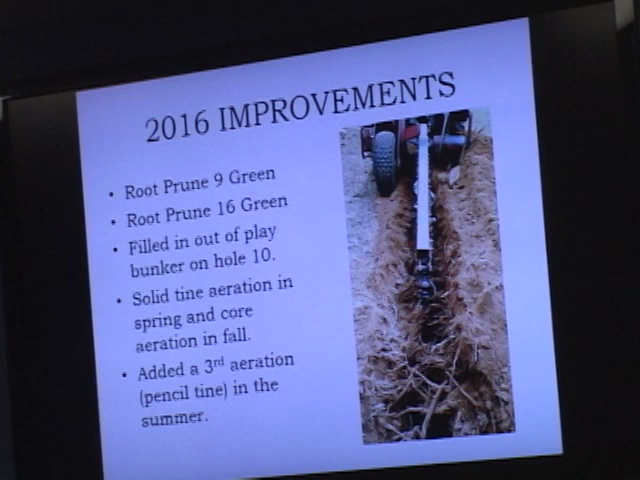 2016 IMPROVEMENTS
• Root Prune 9 Green
• Root Prune 16 Green
• Filled in out of play
bunker on hole 10.
• Solid tine aeration in
spring and core
aeration in fall.
• Added a 3rd aeration
(pencil tine) in the
summer.